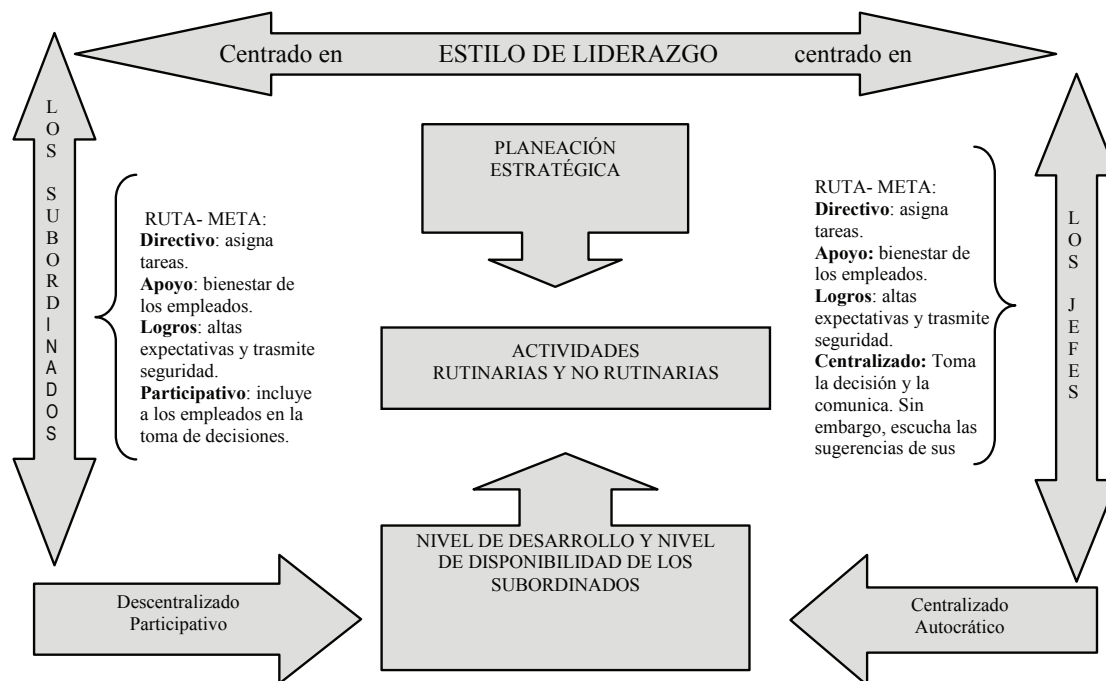 Centrado en ESTILO DE LIDERAZGO centrado en
LOS SUBORDINADOS
PLANEACIÓN
ESTRATÉGICA
LOS JEFES
RUTA- META:
Directivo: asigna
tareas.
Apoyo: bienestar de
los empleados.
Logros: altas
expectativas y trasmite
seguridad.
Participativo: incluye
a los empleados en la
toma de decisiones.
RUTA- META:
Directivo: asigna
tareas.
Apoyo: bienestar de
los empleados.
Logros: altas
expectativas y trasmite
seguridad.
Centralizado: Toma
la decisión y la
comunica. Sin
embargo, escucha las
sugerencias de sus
ACTIVIDADES
RUTINARIAS Y NO RUTINARIAS
NIVEL DE DESARROLLO Y NIVEL
DE DISPONIBILIDAD DE LOS
SUBORDINADOS
Descentralizado
Participativo
Centralizado
Autocrático